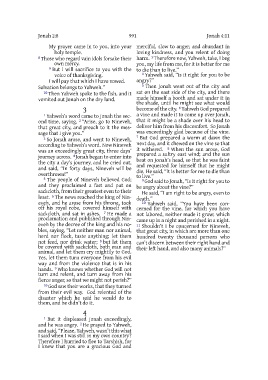 Jonah 2:8 991 Jonah 4:11
My prayer came in to you, into your
holy temple.
8 Those who regard vain idols forsake their
own mercy.
9 But I will sacrifice to you with the
voice of thanksgiving.
I will pay that which I have vowed.
Salvation belongs to Yahweh.”
10 Then Yahweh spoke to the fish, and it
vomited out Jonah on the dry land.
3
1 Yahweh’s word came to Jonah the sec-
ond time, saying, 2 “Arise, go to Nineveh,
that great city, and preach to it the mes-
sage that I give you.”
3 So Jonah arose, and went to Nineveh,
according to Yahweh’s word. Now Nineveh
was an exceedingly great city, three days’
journey across. 4 Jonah began to enter into
the city a day’s journey, and he cried out,
and said, “In forty days, Nineveh will be
overthrown!”
5 The people of Nineveh believed God;
and they proclaimed a fast and put on
sackcloth, from their greatest even to their
least. 6 The news reached the king of Nin-
eveh, and he arose from his throne, took
off his royal robe, covered himself with
sackcloth, and sat in ashes. 7 He made a
proclamation and published through Nin-
eveh by the decree of the king and his no-
bles, saying, “Let neither man nor animal,
herd nor flock, taste anything; let them
not feed, nor drink water; 8 but let them
be covered with sackcloth, both man and
animal, and let them cry mightily to God.
Yes, let them turn everyone from his evil
way and from the violence that is in his
hands. 9 Who knows whether God will not
turn and relent, and turn away from his
fierce anger, so that we might not perish?”
10 God saw their works, that they turned
from their evil way. God relented of the
disaster which he said he would do to
them, and he didn’t do it.
4
1 But it displeased Jonah exceedingly,
and he was angry. 2 He prayed to Yahweh,
and said, “Please, Yahweh, wasn’t this what
I said when I was still in my own country?
Therefore I hurried to flee to Tarshish, for
I knew that you are a gracious God and
merciful, slow to anger, and abundant in
loving kindness, and you relent of doing
harm. 3 Therefore now, Yahweh, take, I beg
you, my life from me, for it is better for me
to die than to live.”
4 Yahweh said, “Is it right for you to be
angry?”
5 Then Jonah went out of the city and
sat on the east side of the city, and there
made himself a booth and sat under it in
the shade, until he might see what would
become of the city. 6 Yahweh God prepared
a vine and made it to come up over Jonah,
that it might be a shade over his head to
deliver him from his discomfort. So Jonah
was exceedingly glad because of the vine.
7 But God prepared a worm at dawn the
next day, and it chewed on the vine so that
it withered. 8 When the sun arose, God
prepared a sultry east wind; and the sun
beat on Jonah’s head, so that he was faint
and requested for himself that he might
die. He said, “It is better for me to die than
to live.”
9 God said to Jonah, “Is it right for you to
be angry about the vine?”
He said, “I am right to be angry, even to
death.”
10 Yahweh said, “You have been con-
cerned for the vine, for which you have
not labored, neither made it grow; which
came up in a night and perished in a night.
11 Shouldn’t I be concerned for Nineveh,
that great city, in which are more than one
hundred twenty thousand persons who
can’t discern between their right hand and
their left hand, and also many animals?”